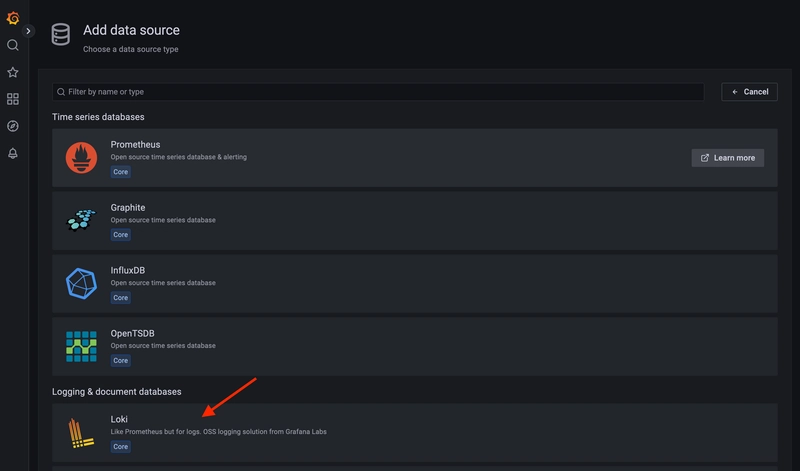 Add data source
Choose a data source type
Filter by name or type
Cancel
Time series databases
Prometheus
Open source time series database & alerting
Core
Learn more
Graphite
Open source time series database
Core
InfluxDB
Open source time series database
Core
OpenTSDB
Open source time series database
Core
Logging & document databases
Loki
Like Prometheus but for logs. OSS logging solution from Grafana Labs
Core